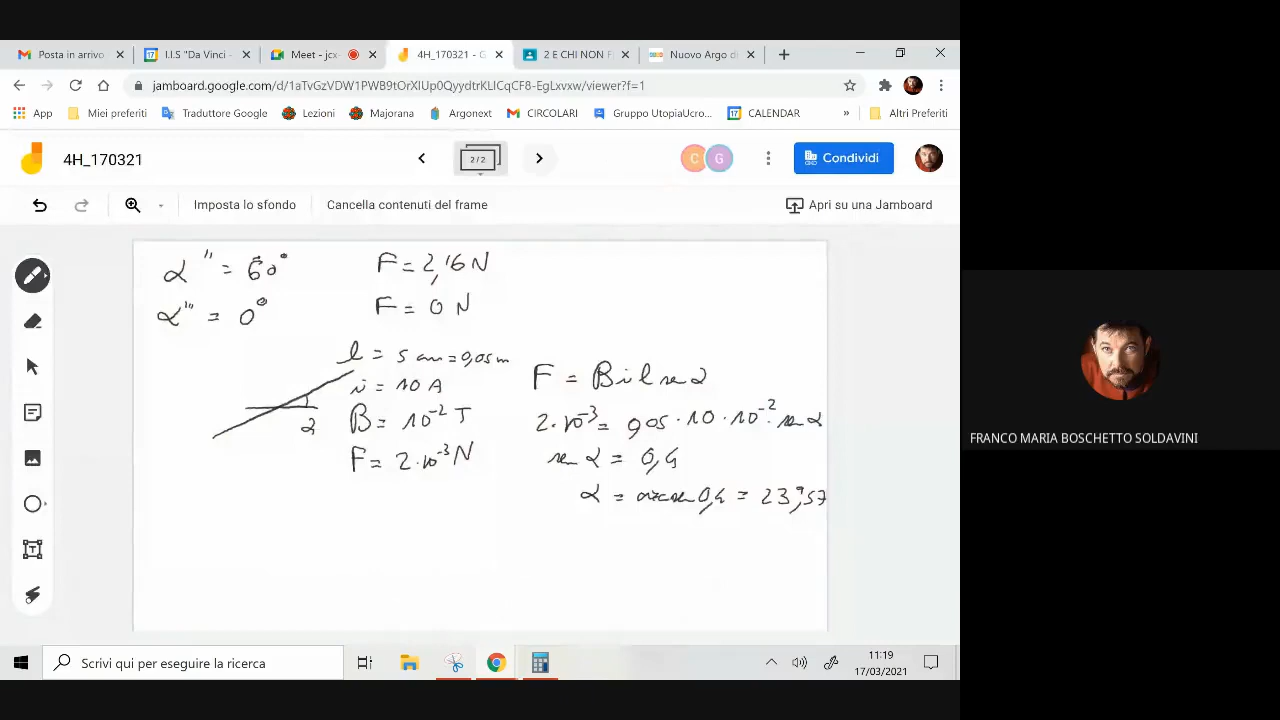 Posta in arrivo
I.I.S "Da Vinci -
Meet - jcx-
4H_170321 - G
2 E CHI NON F
Nuovo Argo di
jamboard.google.com/d/1aTvGzVDW1PWB9tOrXIUp0QyydtrKLICqCF8-EgLxvxw/viewer?f=1
App
Miei preferiti
Traduttore Google
Lezioni
Majorana
Argonext
CIRCOLARI
Gruppo UtopiaUcro...
CALENDAR
»
Altri Preferiti
4H_170321
2/2
C
G
Condividi
Imposta lo sfondo
Cancella contenuti del frame
Apri su una Jamboard
α'' = 60°
F = 2,16 N
α''' = 0°
F = 0 N
l = 5 cm = 0,05 m
i = 10 A
B = 10⁻² T
F = 2·10⁻³ N
α
F = B i l sen α
2·10⁻³ = 0,05·10·10⁻²· sen α
sen α = 0,4
α = arcsen 0,4 = 23°,57
FRANCO MARIA BOSCHETTO SOLDAVINI
Scrivi qui per eseguire la ricerca
11:19
17/03/2021